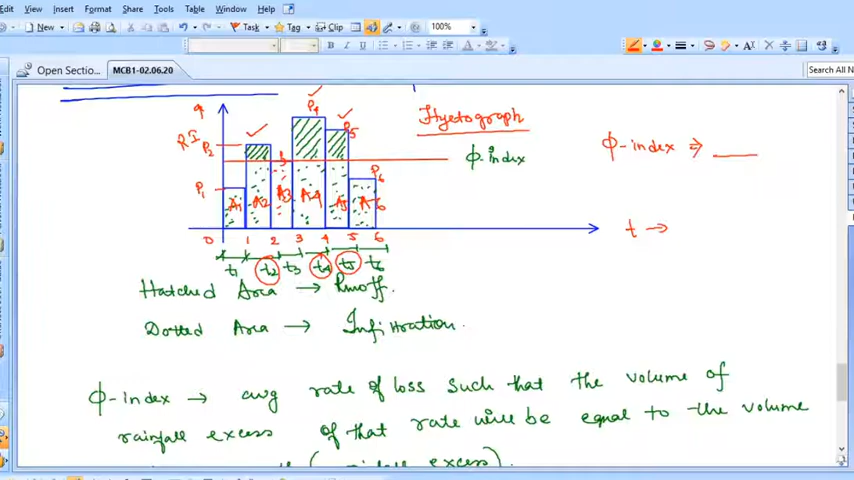 Edit View Insert Format Share Tools Table Window Help
New Task Tag Clip 100%
B I U
Open Sectio... MCB1-02.06.20 Search All N
RI P2 P4 P5 Hyetograph
P1 P6 φ-index φ-index ⇒ ____
A1 A2 A3 A4 A5 A6
0 1 2 3 4 5 6 t →
t1 t2 t3 t4 t5 t6
Hatched Area → Runoff.
Dotted Area → Infiltration.
φ-index → avg rate of loss such that the volume of
rainfall excess of that rate will be equal to the volume
rainfall excess).